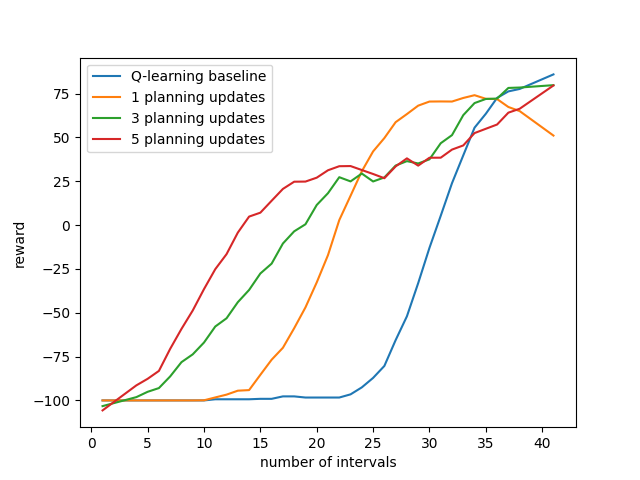 Q-learning baseline
1 planning updates
3 planning updates
5 planning updates
75
50
25
0
−25
−50
−75
−100
reward
0 5 10 15 20 25 30 35 40
number of intervals